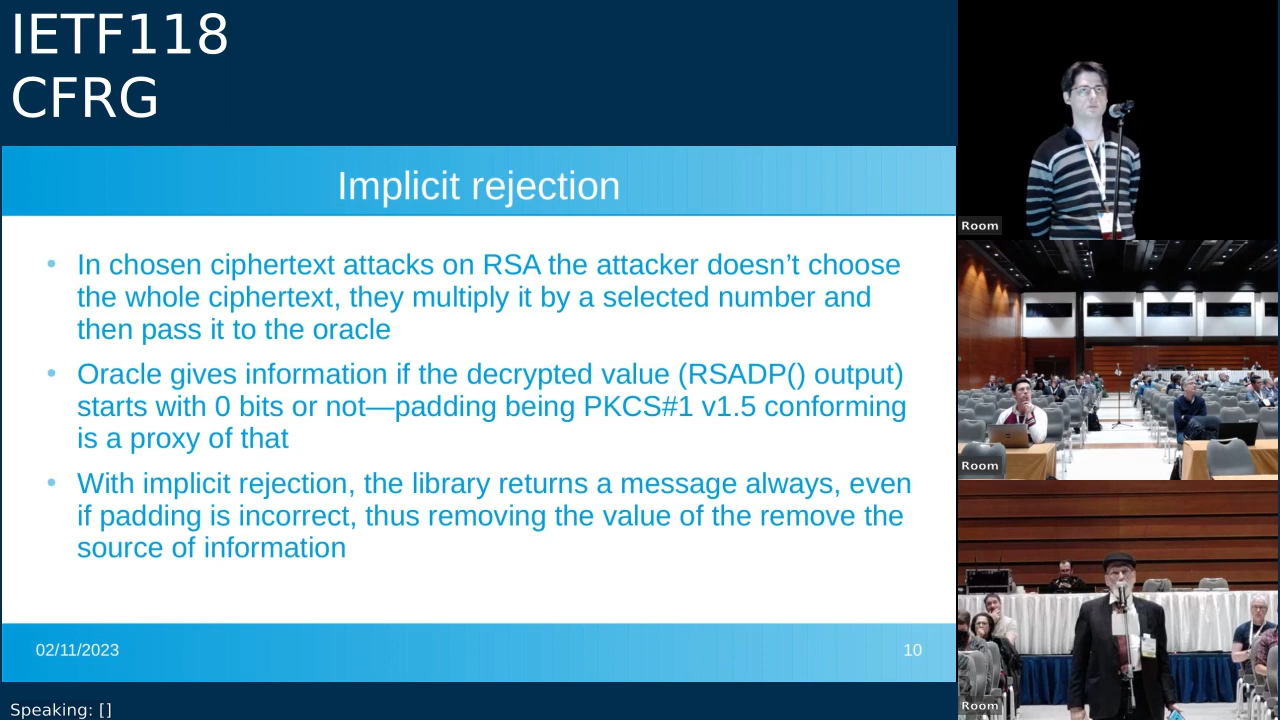 IETF118
CFRG
Implicit rejection
• In chosen ciphertext attacks on RSA the attacker doesn’t choose
the whole ciphertext, they multiply it by a selected number and
then pass it to the oracle
• Oracle gives information if the decrypted value (RSADP() output)
starts with 0 bits or not—padding being PKCS#1 v1.5 conforming
is a proxy of that
• With implicit rejection, the library returns a message always, even
if padding is incorrect, thus removing the value of the remove the
source of information
02/11/2023
10
Speaking: []
Room
Room
Room